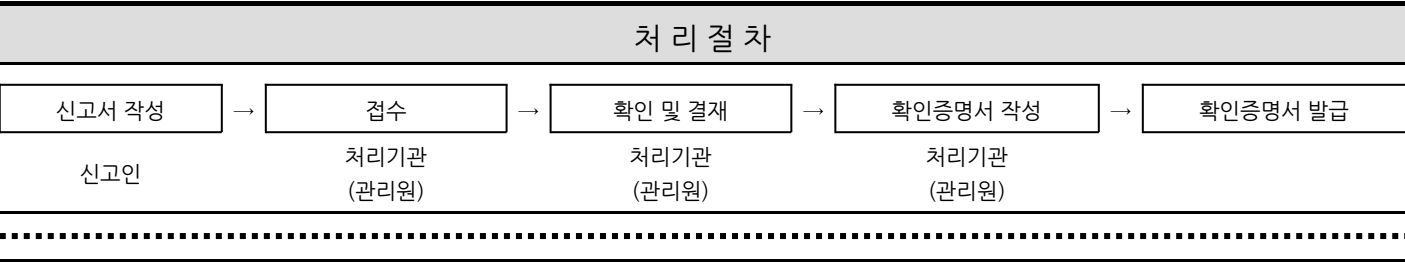 처 리 절 차
신고서 작성 → 접수 → 확인 및 결재 → 확인증명서 작성 → 확인증명서 발급
신고인 처리기관 처리기관 처리기관
(관리원) (관리원) (관리원)